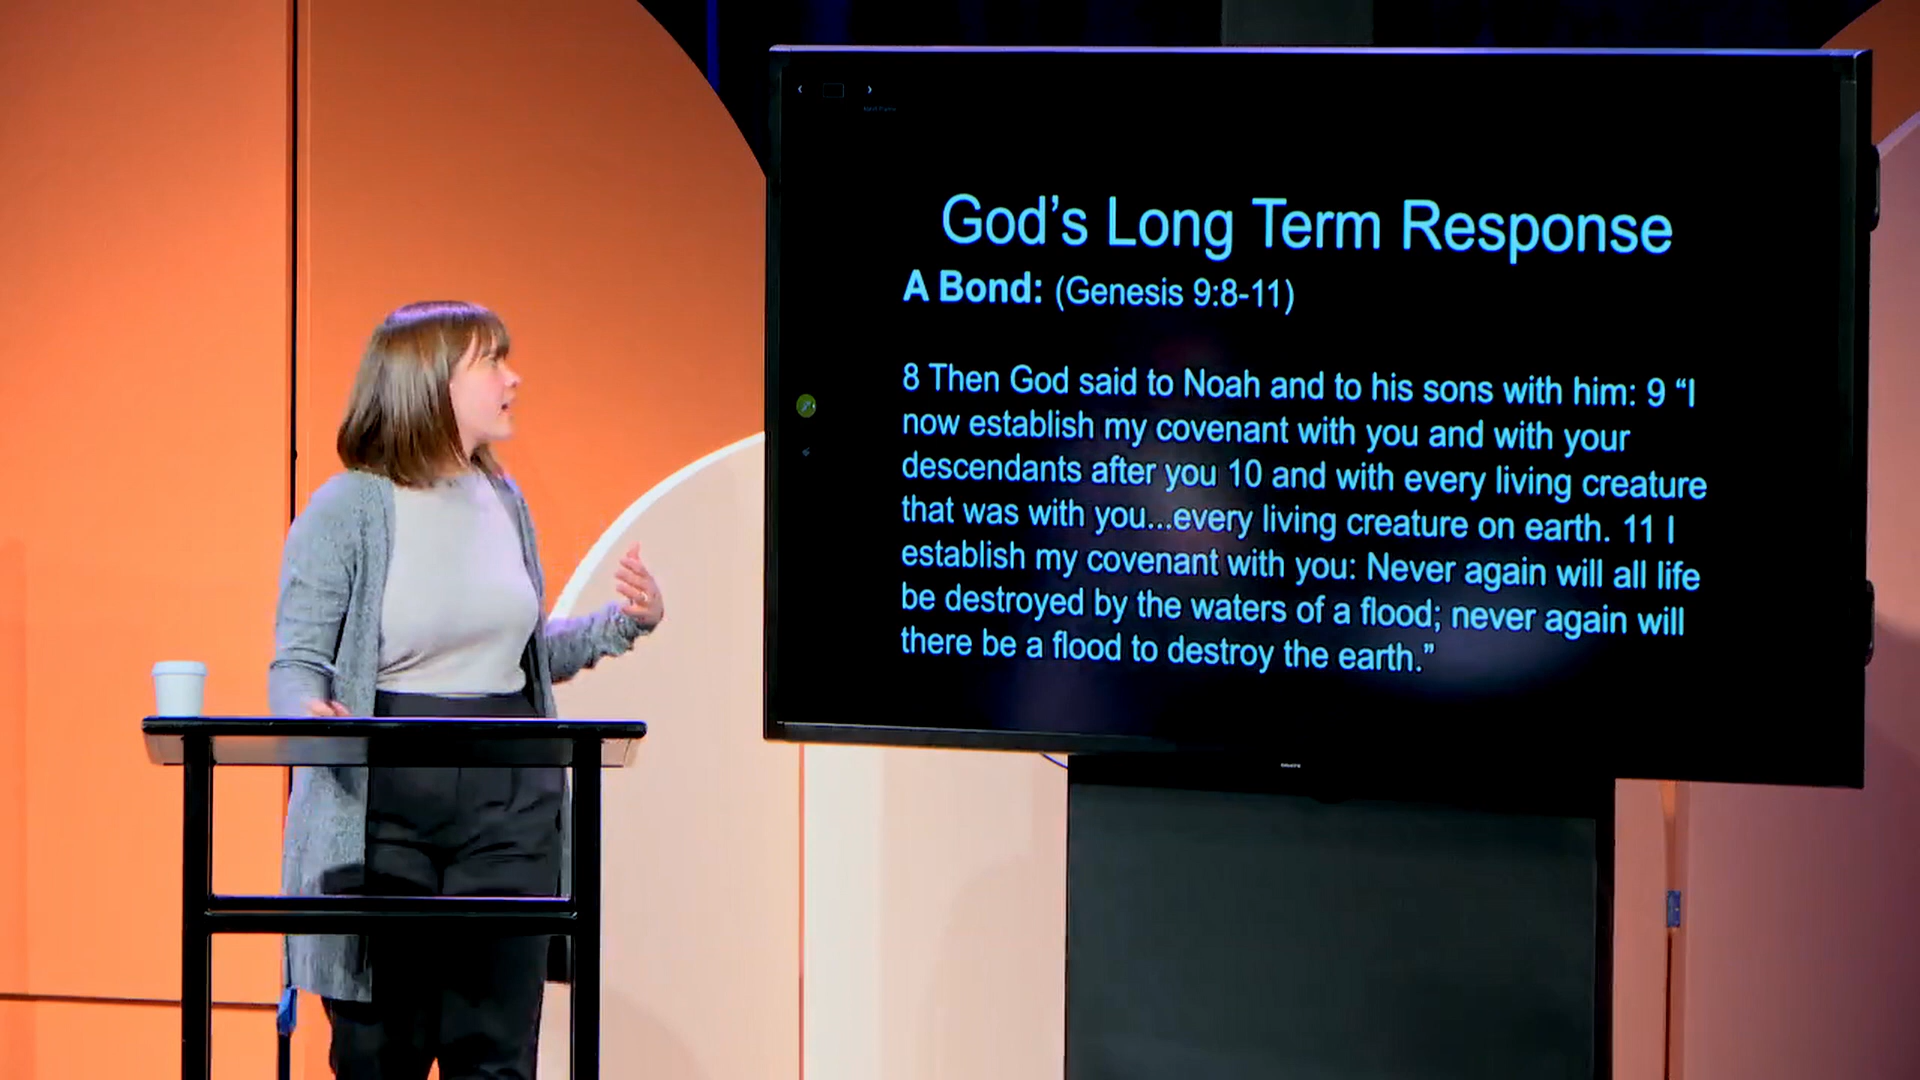 God’s Long Term Response
A Bond: (Genesis 9:8-11)
8 Then God said to Noah and to his sons with him: 9 “I
now establish my covenant with you and with your
descendants after you 10 and with every living creature
that was with you...every living creature on earth. 11 I
establish my covenant with you: Never again will all life
be destroyed by the waters of a flood; never again will
there be a flood to destroy the earth.”